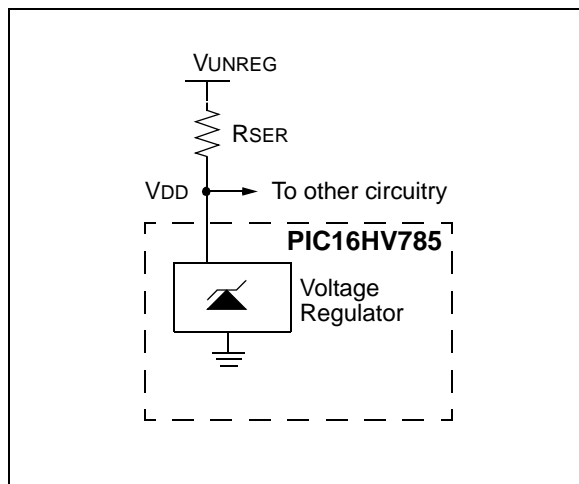 VUNREG
RSER
VDD
To other circuitry
PIC16HV785
Voltage
Regulator